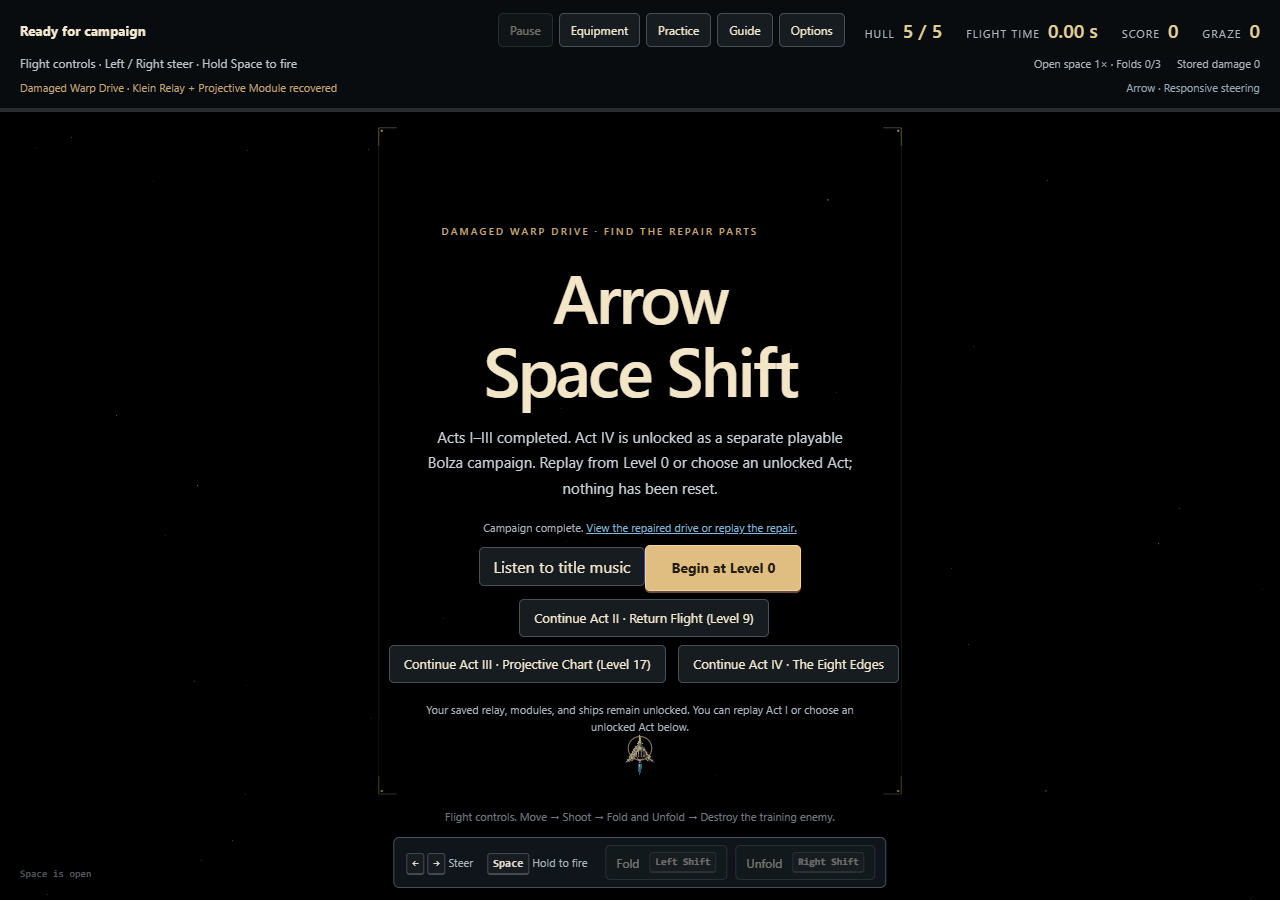 Ready for campaign
Pause
Equipment
Practice
Guide
Options
HULL 5 / 5
FLIGHT TIME 0.00 s
SCORE 0
GRAZE 0
Flight controls · Left / Right steer · Hold Space to fire
Open space 1× · Folds 0/3
Stored damage 0
Damaged Warp Drive · Klein Relay + Projective Module recovered
Arrow · Responsive steering
DAMAGED WARP DRIVE · FIND THE REPAIR PARTS
Arrow
Space Shift
Acts I–III completed. Act IV is unlocked as a separate playable
Bolza campaign. Replay from Level 0 or choose an unlocked Act;
nothing has been reset.
Campaign complete. View the repaired drive or replay the repair.
Listen to title music
Begin at Level 0
Continue Act II · Return Flight (Level 9)
Continue Act III · Projective Chart (Level 17)
Continue Act IV · The Eight Edges
Your saved relay, modules, and ships remain unlocked. You can replay Act I or choose an
unlocked Act below.
Flight controls. Move → Shoot → Fold and Unfold → Destroy the training enemy.
← → Steer
Space Hold to fire
Fold Left Shift
Unfold Right Shift
Space is open